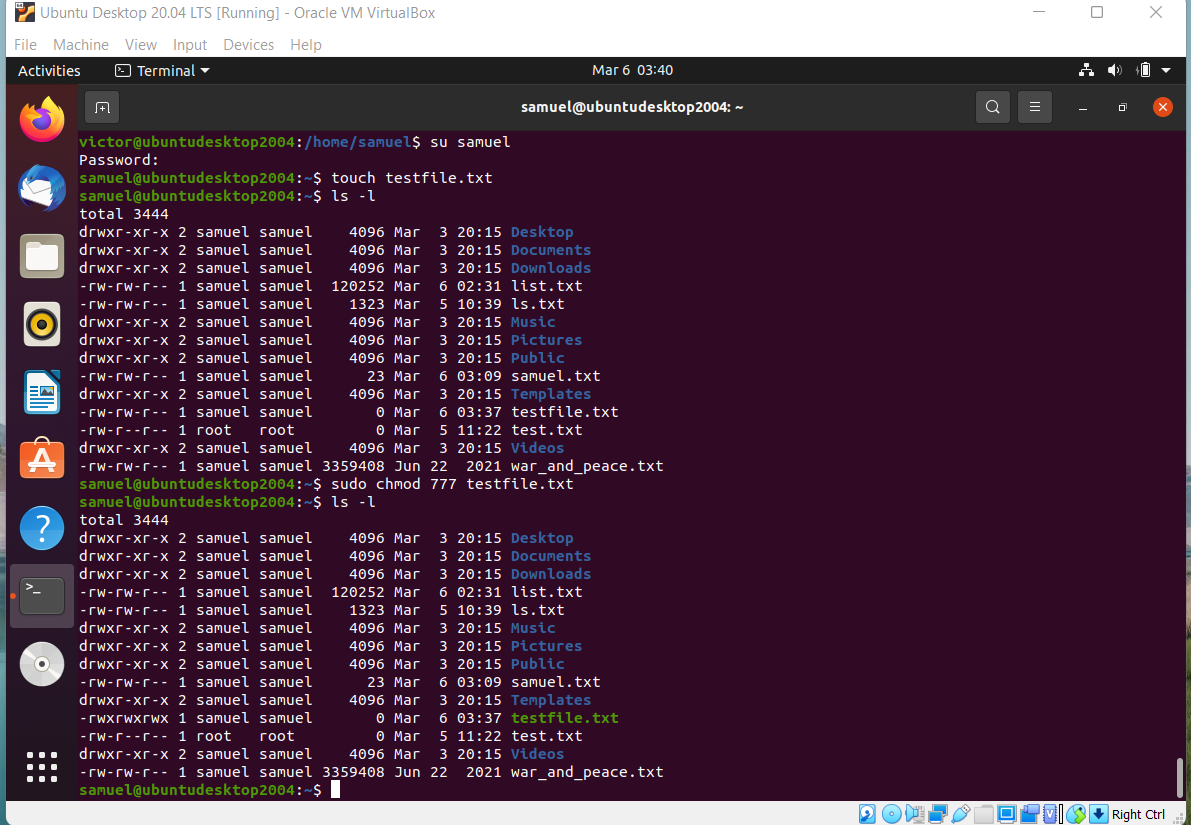 Ubuntu Desktop 20.04 LTS [Running] - Oracle VM VirtualBox
File Machine View Input Devices Help
Activities Terminal Mar 6 03:40
samuel@ubuntudesktop2004: ~
victor@ubuntudesktop2004:/home/samuel$ su samuel
Password:
samuel@ubuntudesktop2004:~$ touch testfile.txt
samuel@ubuntudesktop2004:~$ ls -l
total 3444
drwxr-xr-x 2 samuel samuel    4096 Mar  3 20:15 Desktop
drwxr-xr-x 2 samuel samuel    4096 Mar  3 20:15 Documents
drwxr-xr-x 2 samuel samuel    4096 Mar  3 20:15 Downloads
-rw-rw-r-- 1 samuel samuel  120252 Mar  6 02:31 list.txt
-rw-rw-r-- 1 samuel samuel    1323 Mar  5 10:39 ls.txt
drwxr-xr-x 2 samuel samuel    4096 Mar  3 20:15 Music
drwxr-xr-x 2 samuel samuel    4096 Mar  3 20:15 Pictures
drwxr-xr-x 2 samuel samuel    4096 Mar  3 20:15 Public
-rw-rw-r-- 1 samuel samuel      23 Mar  6 03:09 samuel.txt
drwxr-xr-x 2 samuel samuel    4096 Mar  3 20:15 Templates
-rw-rw-r-- 1 samuel samuel       0 Mar  6 03:37 testfile.txt
-rw-r--r-- 1 root   root         0 Mar  5 11:22 test.txt
drwxr-xr-x 2 samuel samuel    4096 Mar  3 20:15 Videos
-rw-rw-r-- 1 samuel samuel 3359408 Jun 22  2021 war_and_peace.txt
samuel@ubuntudesktop2004:~$ sudo chmod 777 testfile.txt
samuel@ubuntudesktop2004:~$ ls -l
total 3444
drwxr-xr-x 2 samuel samuel    4096 Mar  3 20:15 Desktop
drwxr-xr-x 2 samuel samuel    4096 Mar  3 20:15 Documents
drwxr-xr-x 2 samuel samuel    4096 Mar  3 20:15 Downloads
-rw-rw-r-- 1 samuel samuel  120252 Mar  6 02:31 list.txt
-rw-rw-r-- 1 samuel samuel    1323 Mar  5 10:39 ls.txt
drwxr-xr-x 2 samuel samuel    4096 Mar  3 20:15 Music
drwxr-xr-x 2 samuel samuel    4096 Mar  3 20:15 Pictures
drwxr-xr-x 2 samuel samuel    4096 Mar  3 20:15 Public
-rw-rw-r-- 1 samuel samuel      23 Mar  6 03:09 samuel.txt
drwxr-xr-x 2 samuel samuel    4096 Mar  3 20:15 Templates
-rwxrwxrwx 1 samuel samuel       0 Mar  6 03:37 testfile.txt
-rw-r--r-- 1 root   root         0 Mar  5 11:22 test.txt
drwxr-xr-x 2 samuel samuel    4096 Mar  3 20:15 Videos
-rw-rw-r-- 1 samuel samuel 3359408 Jun 22  2021 war_and_peace.txt
samuel@ubuntudesktop2004:~$
Right Ctrl